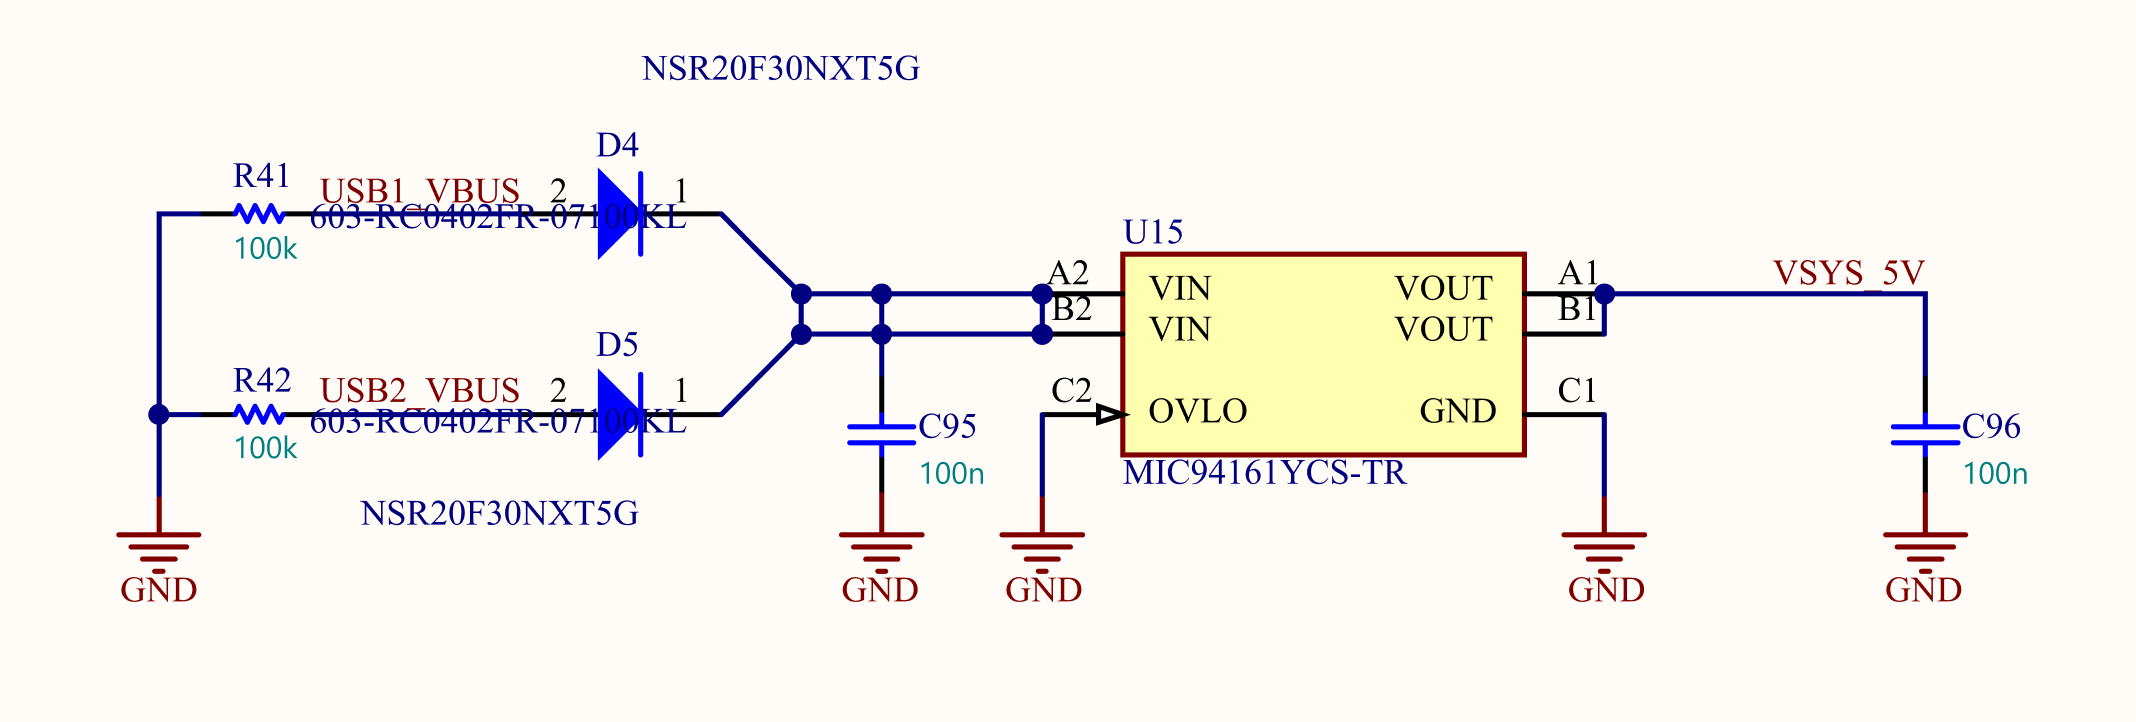 NSR20F30NXT5G
D4
R41
USB1_VBUS 2 1
603-RC0402FR-07100KL
100k
U15
A2 VIN VOUT A1 VSYS_5V
B2 VIN VOUT B1
D5
R42
USB2_VBUS 2 1
603-RC0402FR-07100KL
100k
C2 OVLO GND C1
C95
100n
C96
100n
MIC94161YCS-TR
NSR20F30NXT5G
GND GND GND GND GND